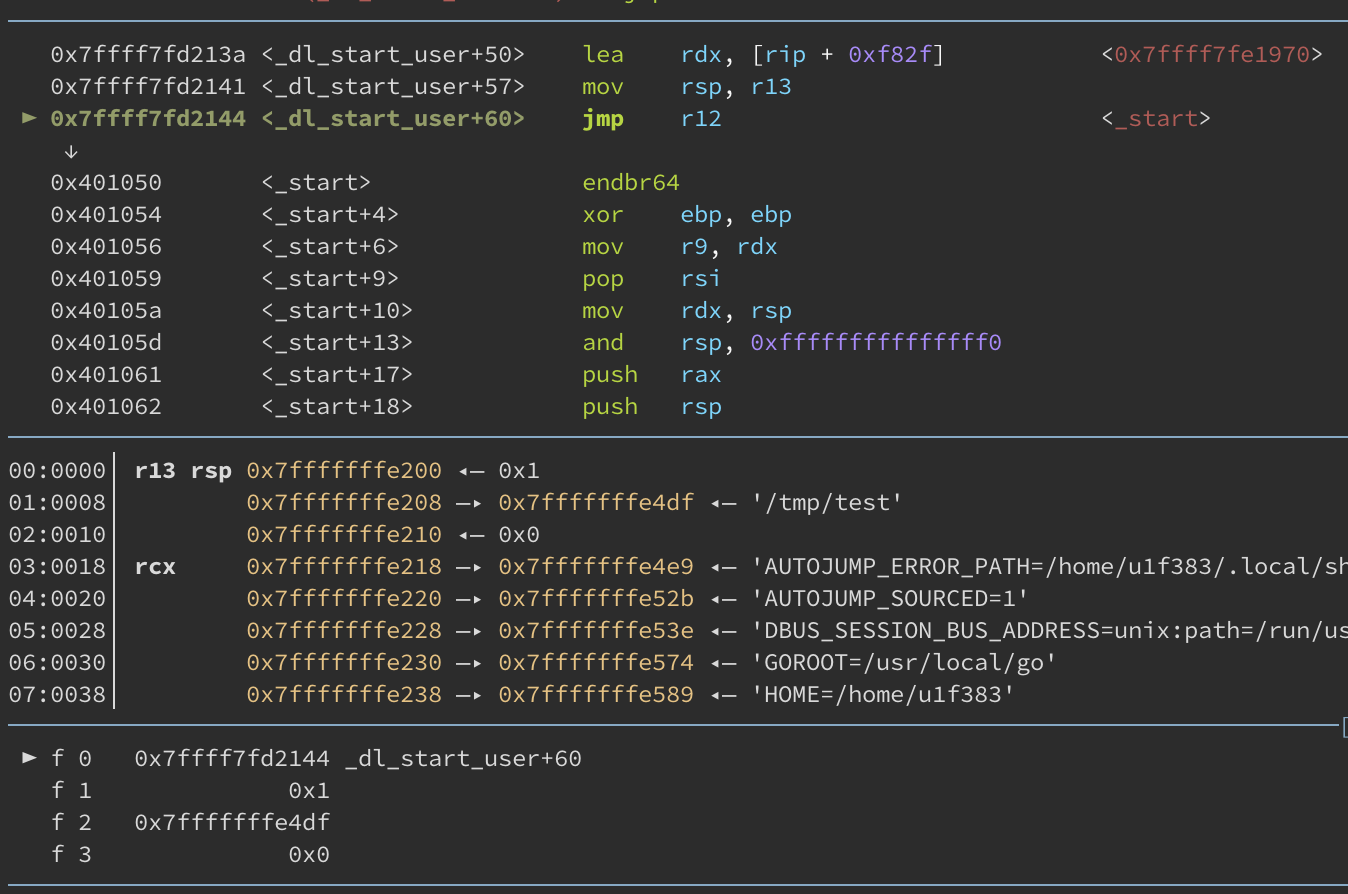 0x7ffff7fd213a <_dl_start_user+50> lea rdx, [rip + 0xf82f] <0x7ffff7fe1970>
0x7ffff7fd2141 <_dl_start_user+57> mov rsp, r13
► 0x7ffff7fd2144 <_dl_start_user+60> jmp r12 <_start>
↓
0x401050 <_start> endbr64
0x401054 <_start+4> xor ebp, ebp
0x401056 <_start+6> mov r9, rdx
0x401059 <_start+9> pop rsi
0x40105a <_start+10> mov rdx, rsp
0x40105d <_start+13> and rsp, 0xfffffffffffffff0
0x401061 <_start+17> push rax
0x401062 <_start+18> push rsp
00:0000│ r13 rsp 0x7fffffffe200 ◂— 0x1
01:0008│ 0x7fffffffe208 —▸ 0x7fffffffe4df ◂— '/tmp/test'
02:0010│ 0x7fffffffe210 ◂— 0x0
03:0018│ rcx 0x7fffffffe218 —▸ 0x7fffffffe4e9 ◂— 'AUTOJUMP_ERROR_PATH=/home/u1f383/.local/sh
04:0020│ 0x7fffffffe220 —▸ 0x7fffffffe52b ◂— 'AUTOJUMP_SOURCED=1'
05:0028│ 0x7fffffffe228 —▸ 0x7fffffffe53e ◂— 'DBUS_SESSION_BUS_ADDRESS=unix:path=/run/us
06:0030│ 0x7fffffffe230 —▸ 0x7fffffffe574 ◂— 'GOROOT=/usr/local/go'
07:0038│ 0x7fffffffe238 —▸ 0x7fffffffe589 ◂— 'HOME=/home/u1f383'
► f 0 0x7ffff7fd2144 _dl_start_user+60
f 1 0x1
f 2 0x7fffffffe4df
f 3 0x0